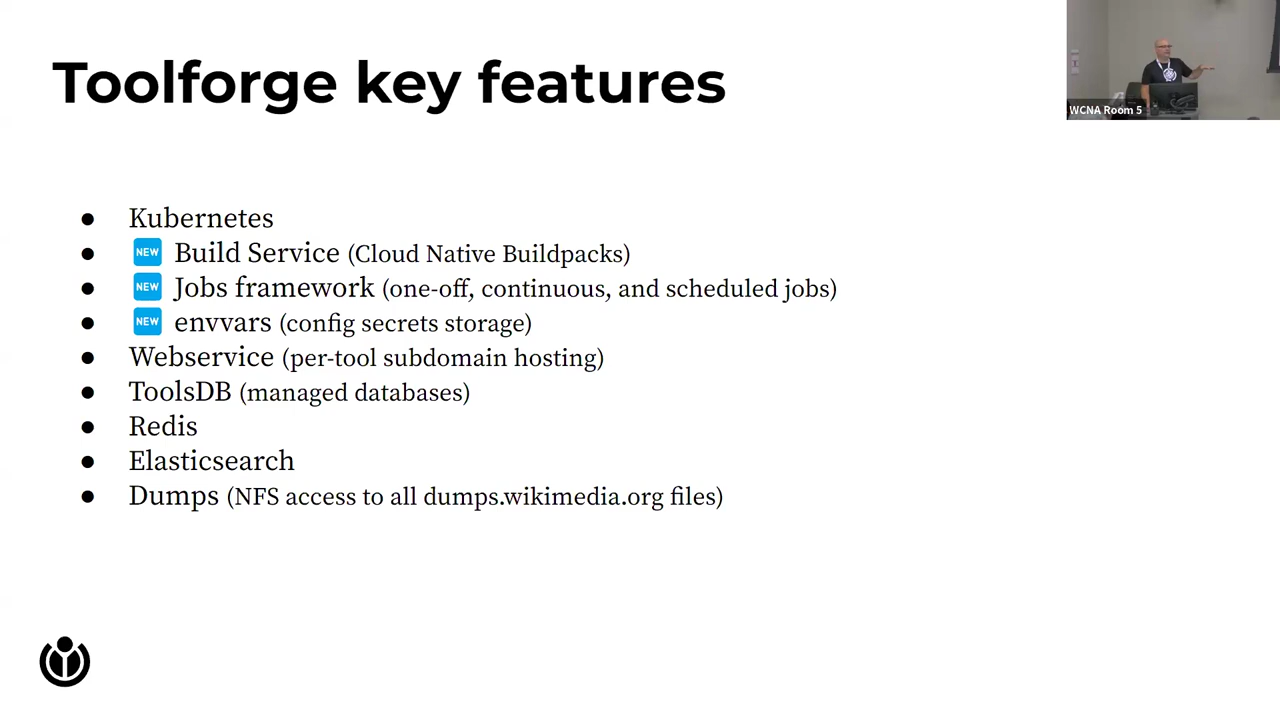 Toolforge key features
WCNA Room 5
● Kubernetes
● NEW Build Service (Cloud Native Buildpacks)
● NEW Jobs framework (one-off, continuous, and scheduled jobs)
● NEW envvars (config secrets storage)
● Webservice (per-tool subdomain hosting)
● ToolsDB (managed databases)
● Redis
● Elasticsearch
● Dumps (NFS access to all dumps.wikimedia.org files)